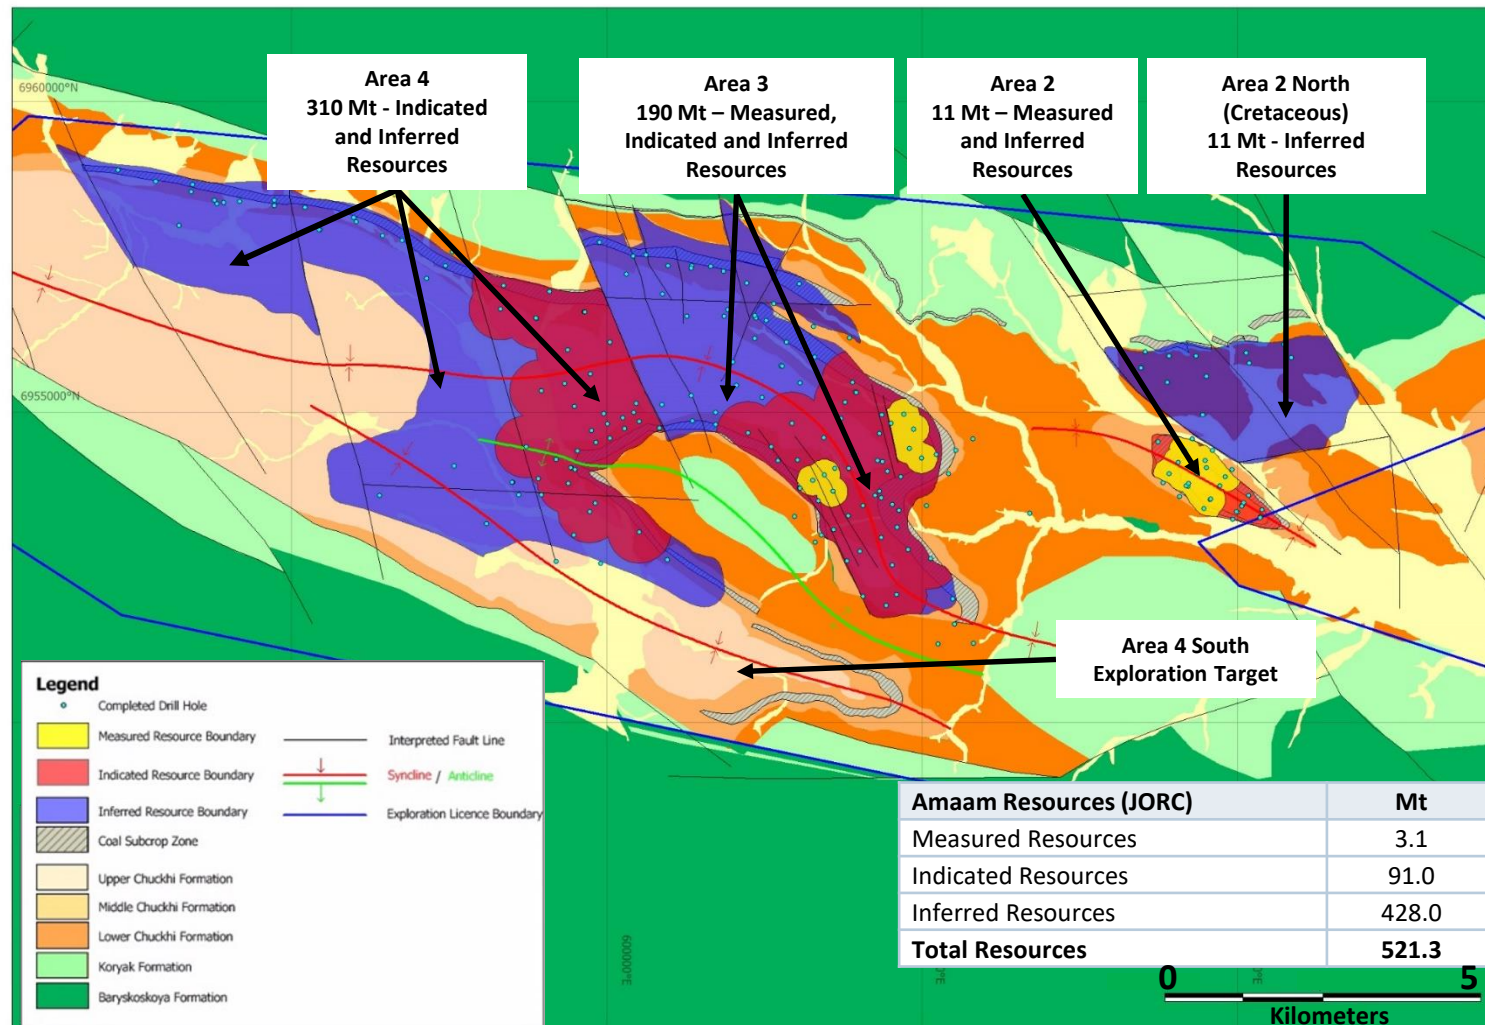 Area 4
310 Mt - Indicated
and Inferred
Resources
Area 3
190 Mt – Measured,
Indicated and Inferred
Resources
Area 2
11 Mt – Measured
and Inferred
Resources
Area 2 North
(Cretaceous)
11 Mt - Inferred
Resources
6960000°N
6955000°N
Area 4 South
Exploration Target
Legend
Completed Drill Hole
Measured Resource Boundary
Indicated Resource Boundary
Inferred Resource Boundary
Coal Subcrop Zone
Upper Chuckhi Formation
Middle Chuckhi Formation
Lower Chuckhi Formation
Koryak Formation
Baryskoskoya Formation
Interpreted Fault Line
Syncline / Anticline
Exploration Licence Boundary
600000°E
Amaam Resources (JORC) Mt
Measured Resources 3.1
Indicated Resources 91.0
Inferred Resources 428.0
Total Resources 521.3
0°E
0°E
0 5
Kilometers